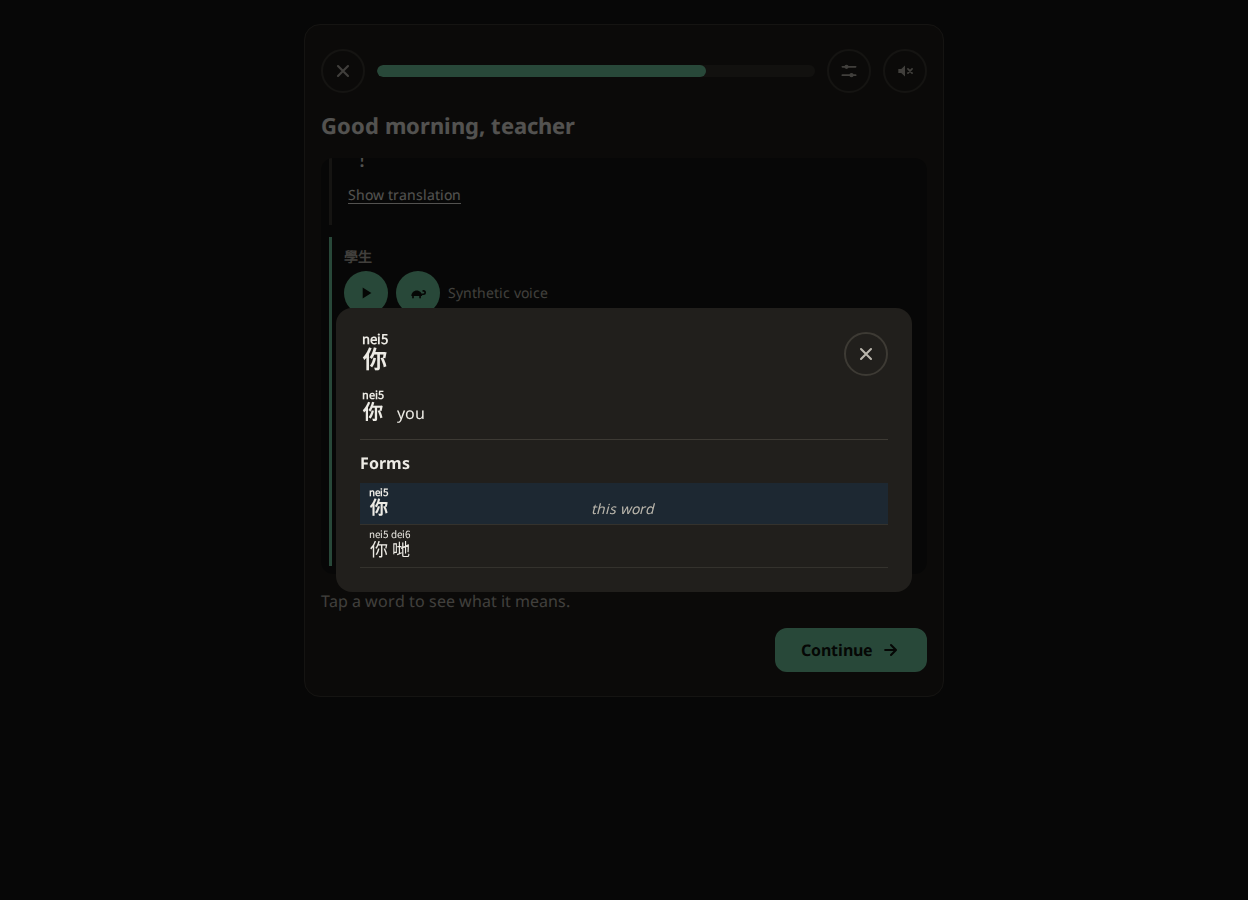 Good morning, teacher
Show translation
學生
Synthetic voice
nei5
你
nei5
你 you
Forms
nei5
你 this word
nei5 dei6
你 哋
Tap a word to see what it means.
Continue